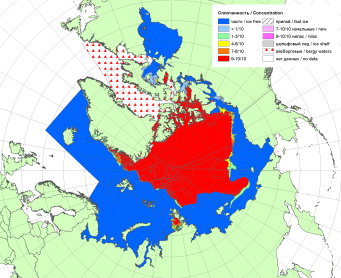 Сплоченность / Concentration
чисто / ice free
< 1/10
1-3/10
4-6/10
7-8/10
9-10/10
припай / fast ice
7-10/10 начальные / new
9-10/10 нилас / nilas
шельфовый лед / ice shelf
айсберговые / bergy waters
нет данных / no data